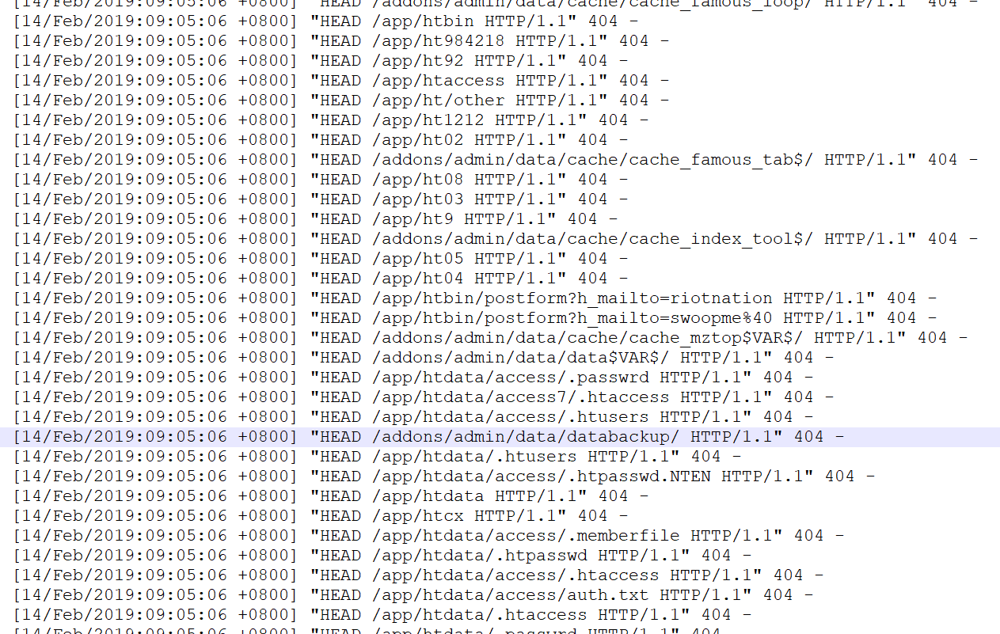 [14/Feb/2019:09:05:06 +0800] "HEAD /addons/admin/data/cache/cache_famous_loop/ HTTP/1.1" 404 -
[14/Feb/2019:09:05:06 +0800] "HEAD /app/htbin HTTP/1.1" 404 -
[14/Feb/2019:09:05:06 +0800] "HEAD /app/ht984218 HTTP/1.1" 404 -
[14/Feb/2019:09:05:06 +0800] "HEAD /app/ht92 HTTP/1.1" 404 -
[14/Feb/2019:09:05:06 +0800] "HEAD /app/htaccess HTTP/1.1" 404 -
[14/Feb/2019:09:05:06 +0800] "HEAD /app/ht/other HTTP/1.1" 404 -
[14/Feb/2019:09:05:06 +0800] "HEAD /app/ht1212 HTTP/1.1" 404 -
[14/Feb/2019:09:05:06 +0800] "HEAD /app/ht02 HTTP/1.1" 404 -
[14/Feb/2019:09:05:06 +0800] "HEAD /addons/admin/data/cache/cache_famous_tab$/ HTTP/1.1" 404 -
[14/Feb/2019:09:05:06 +0800] "HEAD /app/ht08 HTTP/1.1" 404 -
[14/Feb/2019:09:05:06 +0800] "HEAD /app/ht03 HTTP/1.1" 404 -
[14/Feb/2019:09:05:06 +0800] "HEAD /app/ht9 HTTP/1.1" 404 -
[14/Feb/2019:09:05:06 +0800] "HEAD /addons/admin/data/cache/cache_index_tool$/ HTTP/1.1" 404 -
[14/Feb/2019:09:05:06 +0800] "HEAD /app/ht05 HTTP/1.1" 404 -
[14/Feb/2019:09:05:06 +0800] "HEAD /app/ht04 HTTP/1.1" 404 -
[14/Feb/2019:09:05:06 +0800] "HEAD /app/htbin/postform?h_mailto=riotnation HTTP/1.1" 404 -
[14/Feb/2019:09:05:06 +0800] "HEAD /app/htbin/postform?h_mailto=swoopme%40 HTTP/1.1" 404 -
[14/Feb/2019:09:05:06 +0800] "HEAD /addons/admin/data/cache/cache_mztop$VAR$/ HTTP/1.1" 404 -
[14/Feb/2019:09:05:06 +0800] "HEAD /addons/admin/data/data$VAR$/ HTTP/1.1" 404 -
[14/Feb/2019:09:05:06 +0800] "HEAD /app/htdata/access/.passwrd HTTP/1.1" 404 -
[14/Feb/2019:09:05:06 +0800] "HEAD /app/htdata/access7/.htaccess HTTP/1.1" 404 -
[14/Feb/2019:09:05:06 +0800] "HEAD /app/htdata/access/.htusers HTTP/1.1" 404 -
[14/Feb/2019:09:05:06 +0800] "HEAD /addons/admin/data/databackup/ HTTP/1.1" 404 -
[14/Feb/2019:09:05:06 +0800] "HEAD /app/htdata/.htusers HTTP/1.1" 404 -
[14/Feb/2019:09:05:06 +0800] "HEAD /app/htdata/access/.htpasswd.NTEN HTTP/1.1" 404 -
[14/Feb/2019:09:05:06 +0800] "HEAD /app/htdata HTTP/1.1" 404 -
[14/Feb/2019:09:05:06 +0800] "HEAD /app/htcx HTTP/1.1" 404 -
[14/Feb/2019:09:05:06 +0800] "HEAD /app/htdata/access/.memberfile HTTP/1.1" 404 -
[14/Feb/2019:09:05:06 +0800] "HEAD /app/htdata/.htpasswd HTTP/1.1" 404 -
[14/Feb/2019:09:05:06 +0800] "HEAD /app/htdata/access/.htaccess HTTP/1.1" 404 -
[14/Feb/2019:09:05:06 +0800] "HEAD /app/htdata/access/auth.txt HTTP/1.1" 404 -
[14/Feb/2019:09:05:06 +0800] "HEAD /app/htdata/.htaccess HTTP/1.1" 404 -
[14/Feb/2019:09:05:06 +0800] "HEAD /app/htdata/